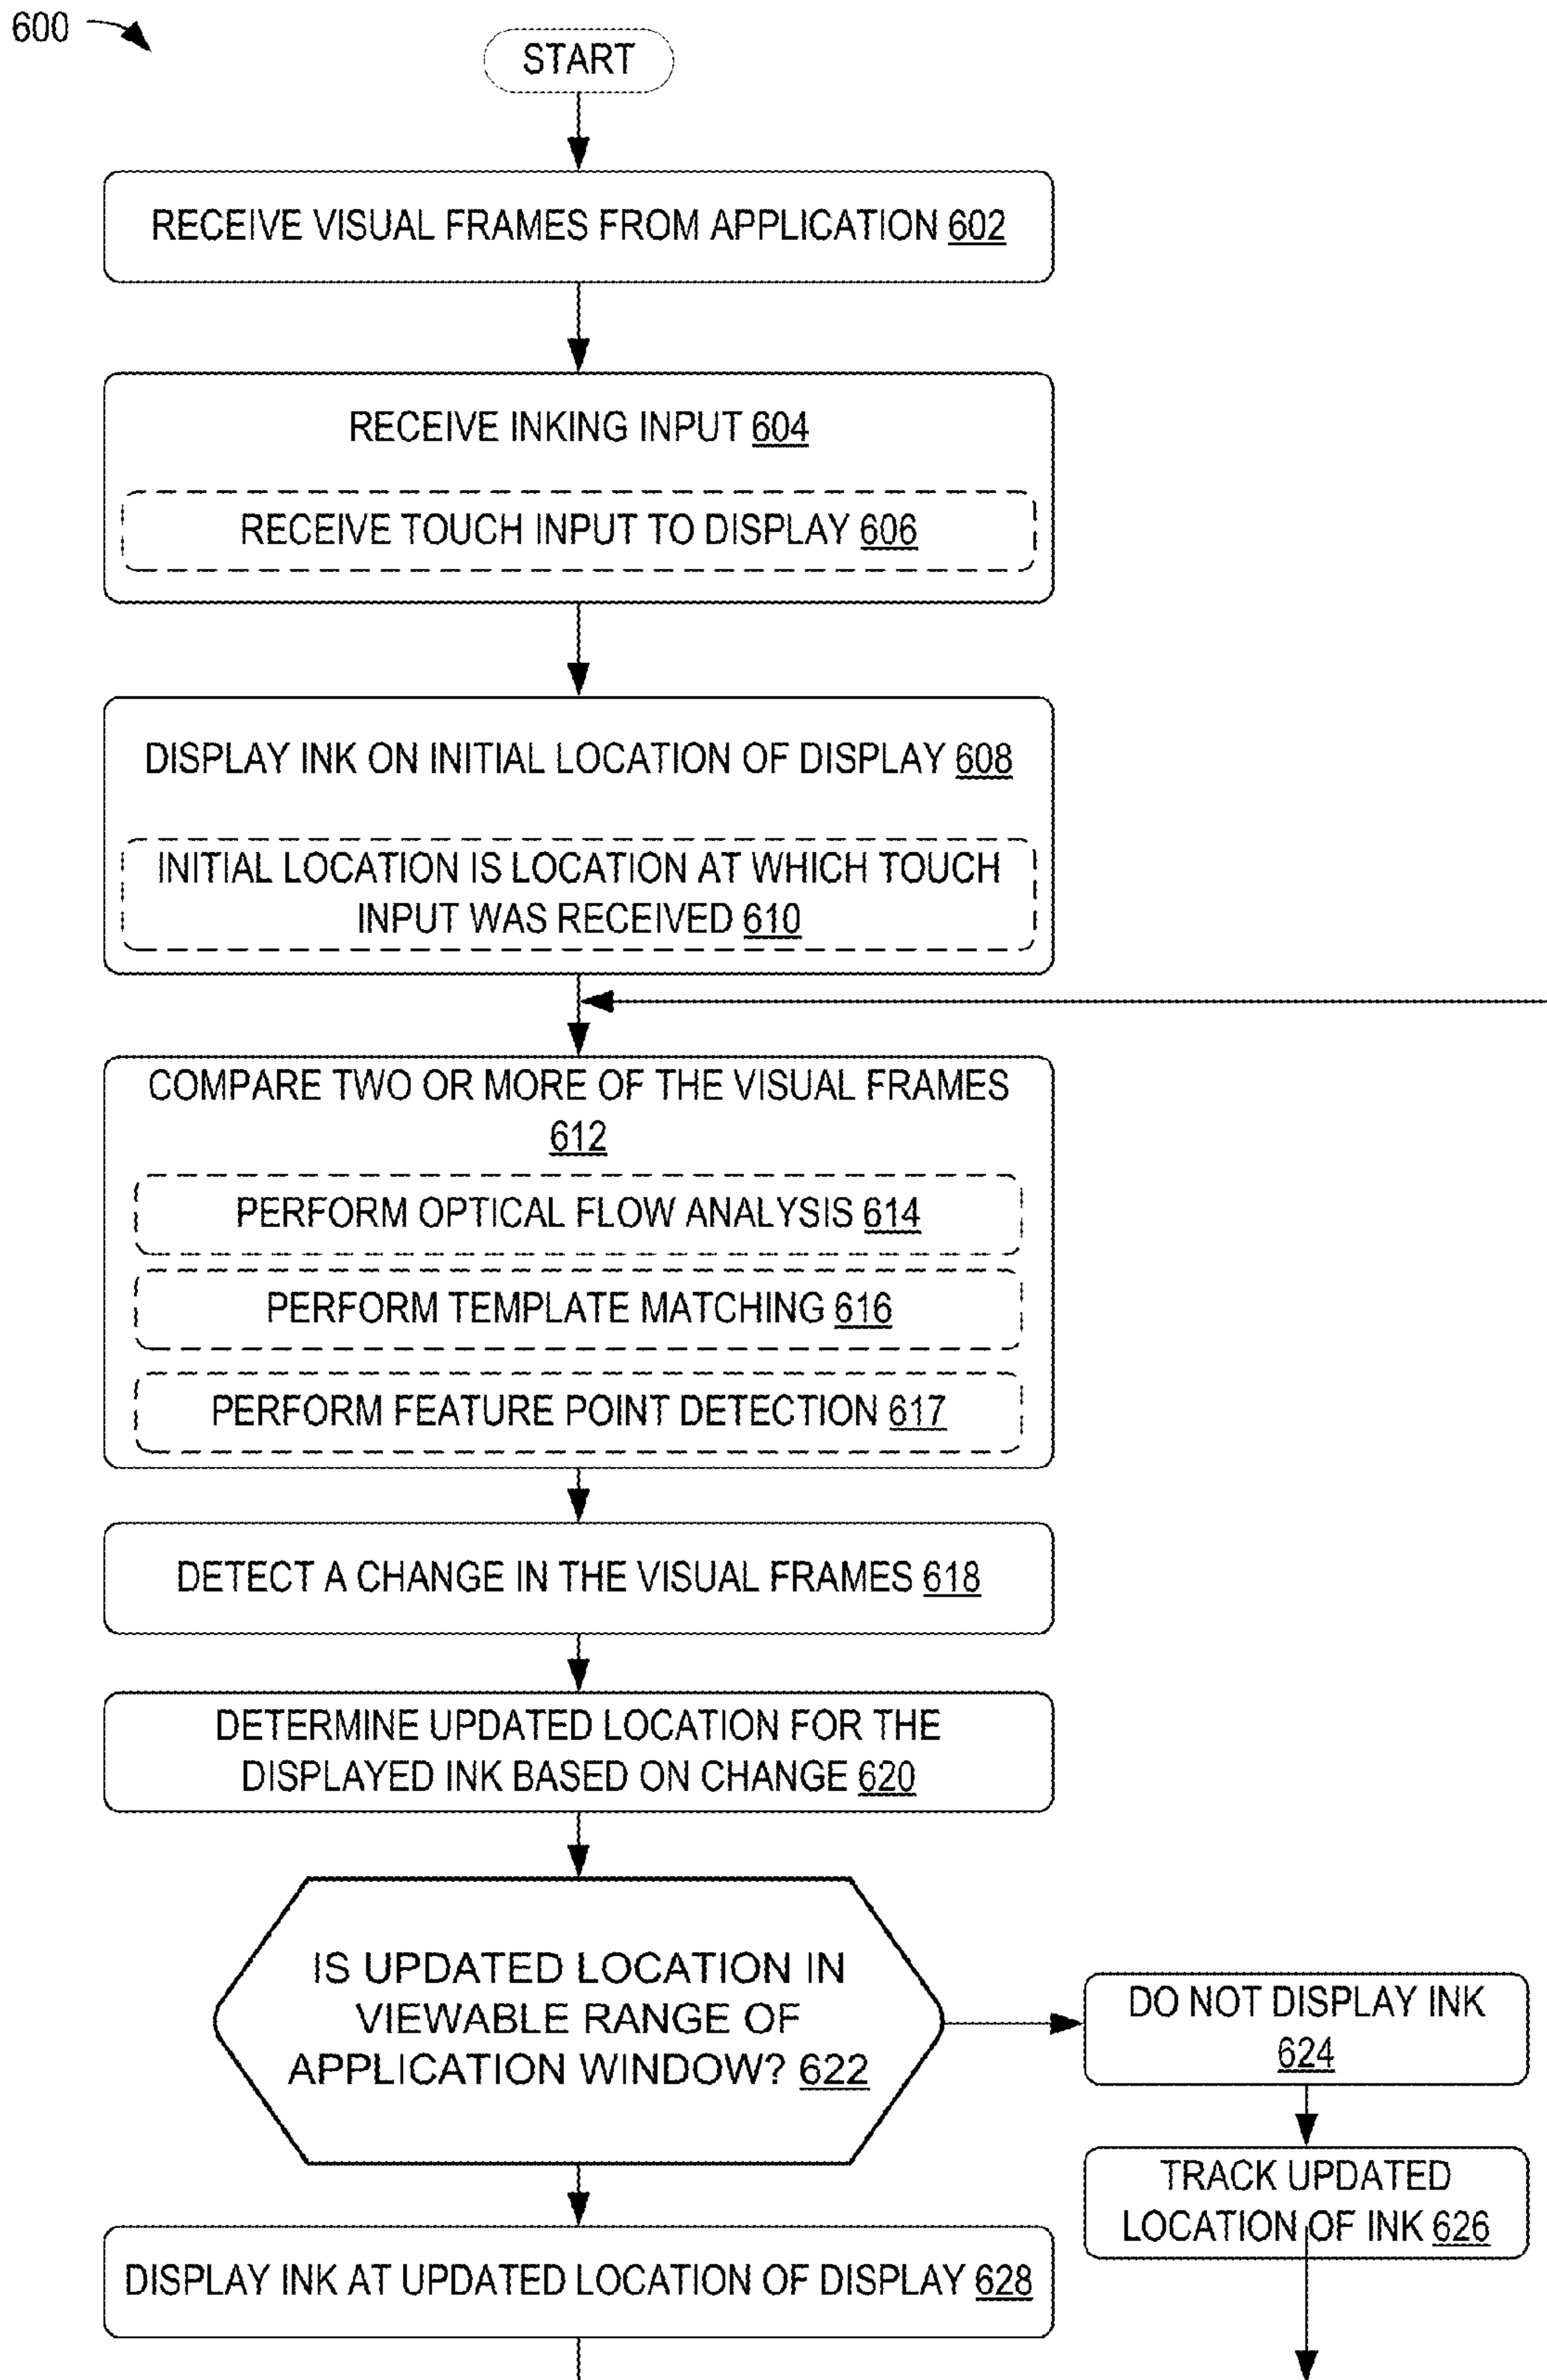 600
START
RECEIVE VISUAL FRAMES FROM APPLICATION 602
RECEIVE INKING INPUT 604
RECEIVE TOUCH INPUT TO DISPLAY 606
DISPLAY INK ON INITIAL LOCATION OF DISPLAY 608
INITIAL LOCATION IS LOCATION AT WHICH TOUCH
INPUT WAS RECEIVED 610
COMPARE TWO OR MORE OF THE VISUAL FRAMES
612
PERFORM OPTICAL FLOW ANALYSIS 614
PERFORM TEMPLATE MATCHING 616
PERFORM FEATURE POINT DETECTION 617
DETECT A CHANGE IN THE VISUAL FRAMES 618
DETERMINE UPDATED LOCATION FOR THE
DISPLAYED INK BASED ON CHANGE 620
IS UPDATED LOCATION IN
VIEWABLE RANGE OF
APPLICATION WINDOW? 622
DO NOT DISPLAY INK
624
TRACK UPDATED
LOCATION OF INK 626
DISPLAY INK AT UPDATED LOCATION OF DISPLAY 628